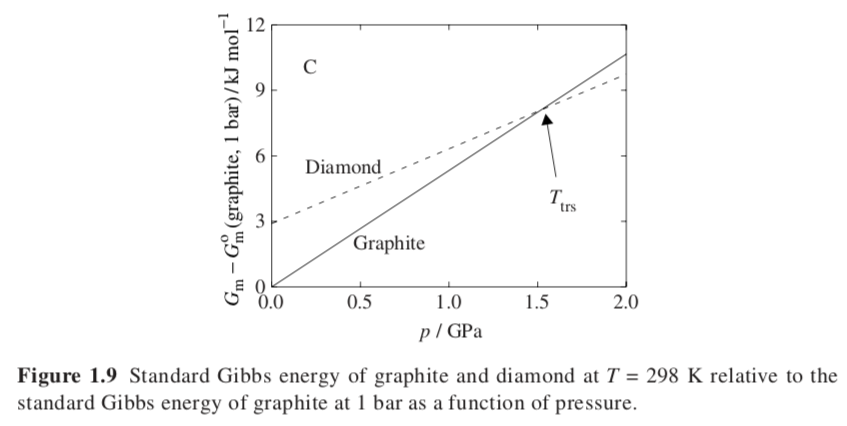 12
9
6
3
0
0.0 0.5 1.0 1.5 2.0
G_m − G_m^o (graphite, 1 bar) / kJ mol^−1
C
Diamond
Graphite
T_trs
p / GPa
Figure 1.9 Standard Gibbs energy of graphite and diamond at T = 298 K relative to the
standard Gibbs energy of graphite at 1 bar as a function of pressure.